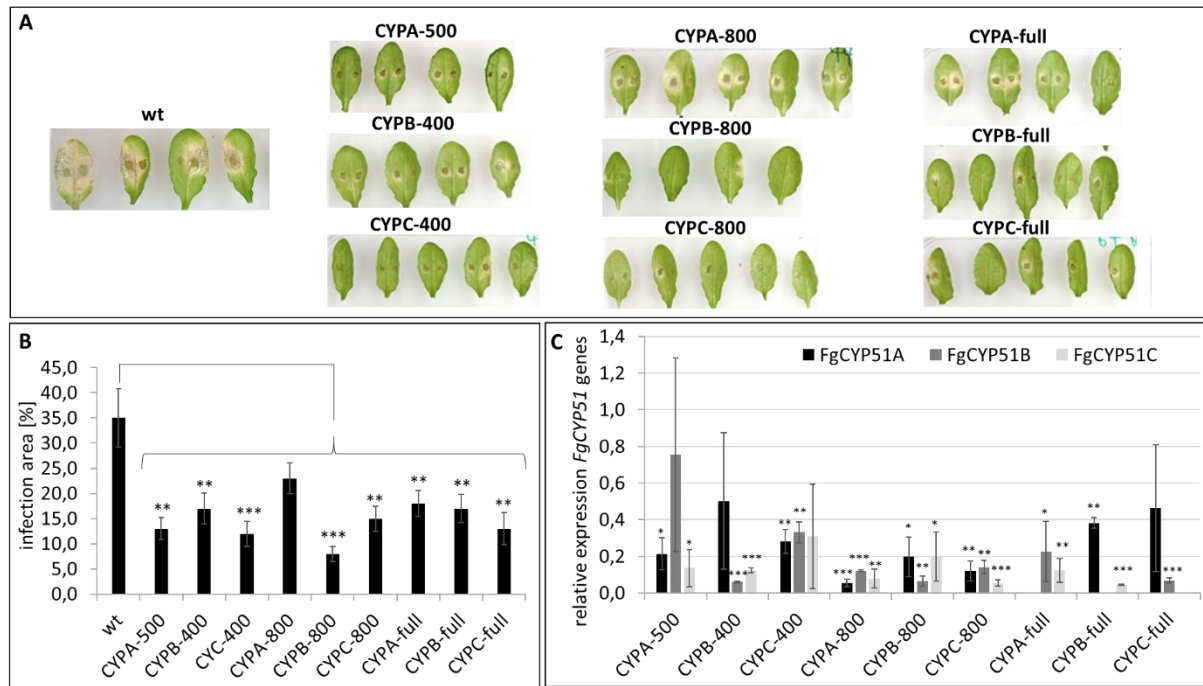 A
CYPA-500
CYPA-800
CYPA-full
wt
CYPB-400
CYPB-800
CYPB-full
CYPC-400
CYPC-800
CYPC-full
B
45,0
40,0
35,0
30,0
25,0
20,0
15,0
10,0
5,0
0,0
infection area [%]
** ** *** *** ** ** ** **
wt
CYPA-500
CYPB-400
CYC-400
CYPA-800
CYPB-800
CYPC-800
CYPA-full
CYPB-full
CYPC-full
C
1,4
1,2
1,0
0,8
0,6
0,4
0,2
0,0
relative expression FgCYP51 genes
FgCYP51A FgCYP51B FgCYP51C
* * *** *** ** ** *** *** ** * ** * ** ** *** * ** ** *** ***
CYPA-500
CYPB-400
CYPC-400
CYPA-800
CYPB-800
CYPC-800
CYPA-full
CYPB-full
CYPC-full